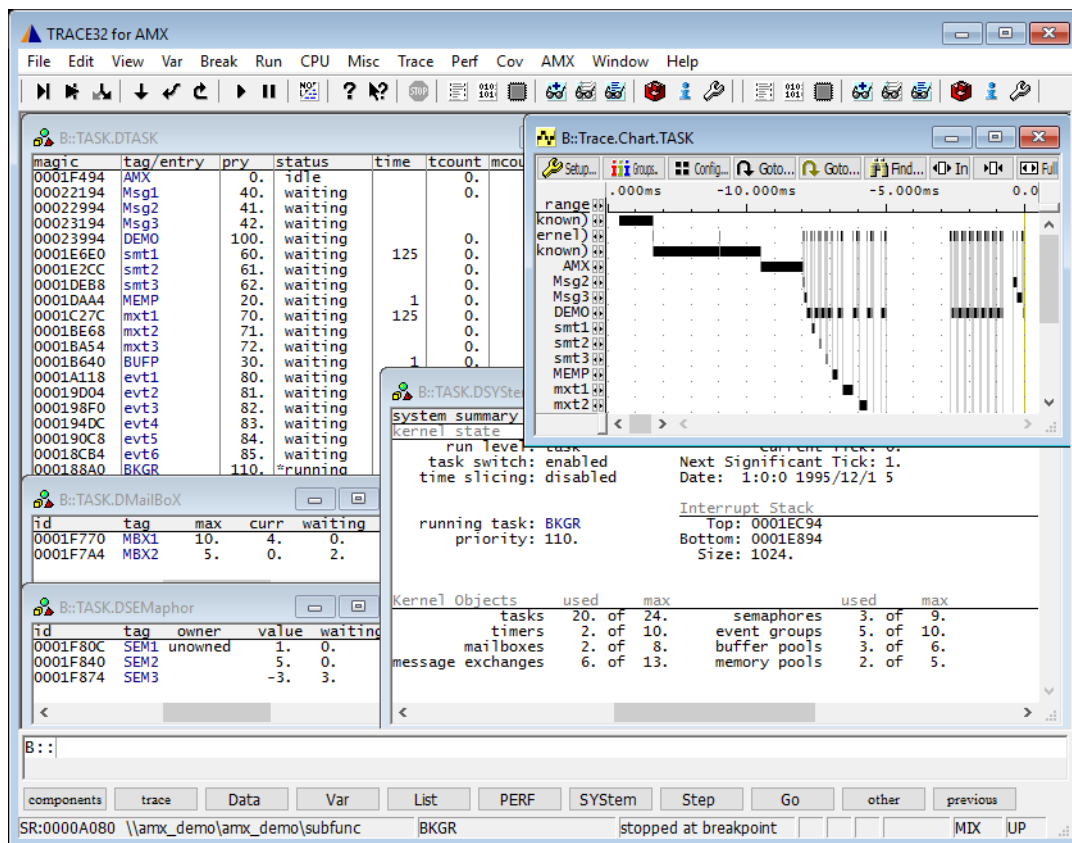 TRACE32 for AMX
File Edit View Var Break Run CPU Misc Trace Perf Cov AMX Window Help
B::TASK.DTASK
magic tag/entry pry status time tcount mcou
0001F494 AMX 0. idle 0.
00022194 Msg1 40. waiting 0.
00022994 Msg2 41. waiting
00023194 Msg3 42. waiting
00023994 DEMO 100. waiting 0.
0001E6E0 smt1 60. waiting 125 0.
0001E2CC smt2 61. waiting 0.
0001DEB8 smt3 62. waiting 0.
0001DAA4 MEMP 20. waiting 1 0.
0001C27C mxt1 70. waiting 125 0.
0001BE68 mxt2 71. waiting 0.
0001BA54 mxt3 72. waiting 0.
0001B640 BUFP 30. waiting 1 0.
0001A118 evt1 80. waiting
00019D04 evt2 81. waiting
000198F0 evt3 82. waiting
000194DC evt4 83. waiting
000190C8 evt5 84. waiting
00018CB4 evt6 85. waiting
000188A0 BKGR 110. *running
B::Trace.Chart.TASK
Setup... Groups. Config... Goto... Goto... Find... In Full
.000ms -10.000ms -5.000ms 0.0
range
known)
ernel)
known)
AMX
Msg2
Msg3
DEMO
smt1
smt2
smt3
MEMP
mxt1
mxt2
B::TASK.DMailBoX
id tag max curr waiting
0001F770 MBX1 10. 4. 0.
0001F7A4 MBX2 5. 0. 2.
B::TASK.DSEMaphor
id tag owner value waiting
0001F80C SEM1 unowned 1. 0.
0001F840 SEM2 5. 0.
0001F874 SEM3 -3. 3.
B::TASK.DSYSte
system summary
kernel state
run level: task Current Tick: 0.
task switch: enabled Next Significant Tick: 1.
time slicing: disabled Date: 1:0:0 1995/12/1 5
Interrupt Stack
running task: BKGR Top: 0001EC94
priority: 110. Bottom: 0001E894
Size: 1024.
Kernel Objects used max used max
tasks 20. of 24. semaphores 3. of 9.
timers 2. of 10. event groups 5. of 10.
mailboxes 2. of 8. buffer pools 3. of 6.
message exchanges 6. of 13. memory pools 2. of 5.
B::
components trace Data Var List PERF SYStem Step Go other previous
SR:0000A080 \\amx_demo\amx_demo\subfunc BKGR stopped at breakpoint MIX UP